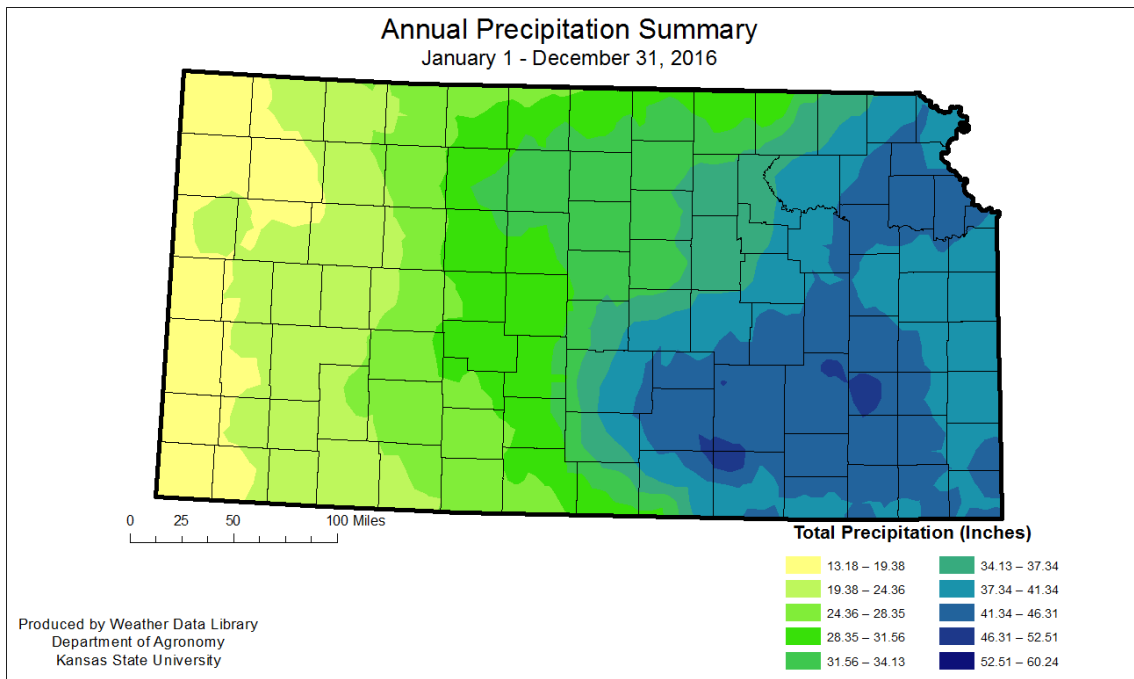 Annual Precipitation Summary
January 1 - December 31, 2016
0 25 50 100 Miles
Total Precipitation (Inches)
13.18 – 19.38
19.38 – 24.36
24.36 – 28.35
28.35 – 31.56
31.56 – 34.13
34.13 – 37.34
37.34 – 41.34
41.34 – 46.31
46.31 – 52.51
52.51 – 60.24
Produced by Weather Data Library
Department of Agronomy
Kansas State University